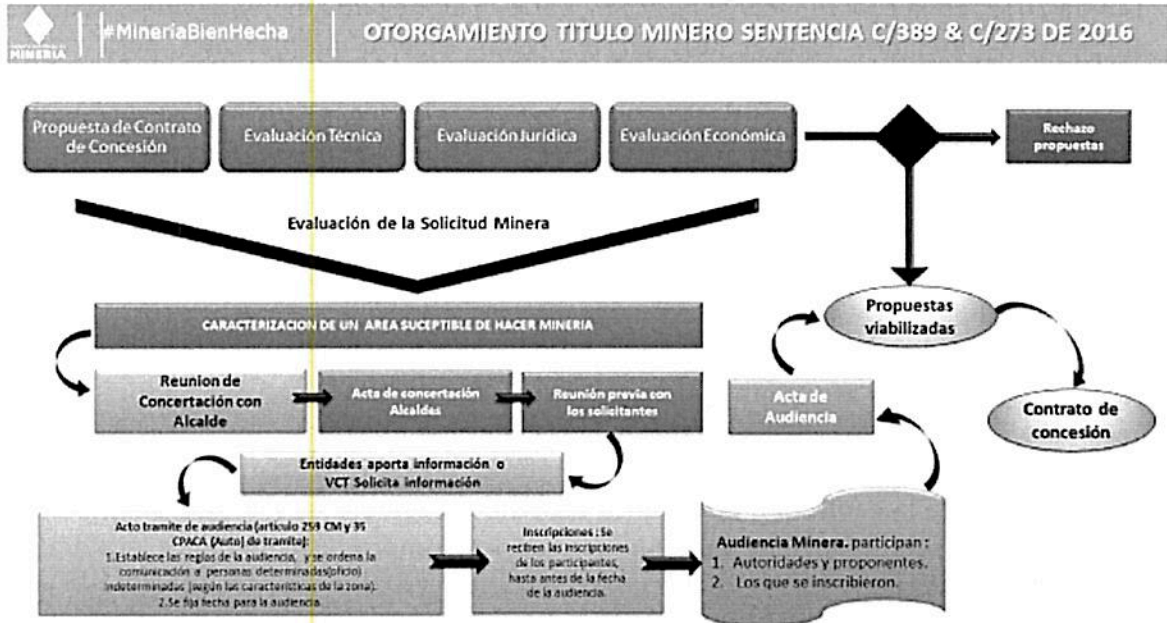 MINERIA
#MineríaBienHecha
OTORGAMIENTO TITULO MINERO SENTENCIA C/389 & C/273 DE 2016
Propuesta de Contrato
de Concesión
Evaluación Técnica
Evaluación Jurídica
Evaluación Económica
Rechazo
propuestas
Evaluación de la Solicitud Minera
Propuestas
viabilizadas
CARACTERIZACION DE UN AREA SUCEPTIBLE DE HACER MINERIA
Reunion de
Concertación con
Alcalde
Acta de concertación
Alcaldes
Reunión previa con
los solicitantes
Acta de
Audiencia
Contrato de
concesión
Entidades aporta información o
VCT Solicita información
Acto tramite de audiencia (artículo 259 CM y 35
CPACA (Auto) de tramite):
1.Establece las reglas de la audiencia, y se ordena la
comunicación a personas determinadas(oficio)
indeterminadas (según las características de la zona).
2.Se fija fecha para la audiencia.
Inscripciones : Se
reciben las inscripciones
de los participantes,
hasta antes de la fecha
de la audiencia.
Audiencia Minera. participan :
1. Autoridades y proponentes.
2. Los que se inscribieron.